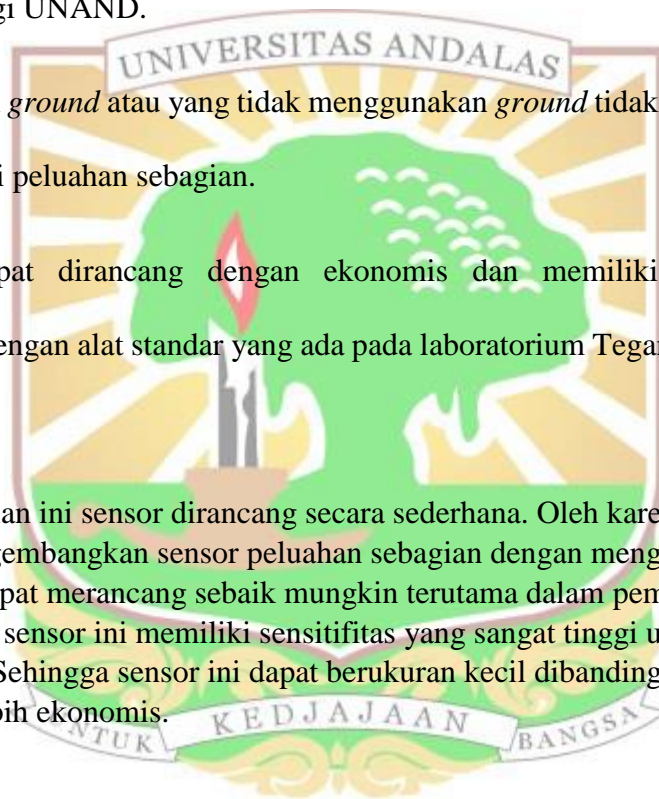 gi UNAND.
UNIVERSITAS ANDALAS
ground atau yang tidak menggunakan ground tidak
i peluahan sebagian.
pat dirancang dengan ekonomis dan memiliki
engan alat standar yang ada pada laboratorium Tegan
an ini sensor dirancang secara sederhana. Oleh kare
gembangkan sensor peluahan sebagian dengan meng
pat merancang sebaik mungkin terutama dalam pem
sensor ini memiliki sensitifitas yang sangat tinggi u
Sehingga sensor ini dapat berukuran kecil dibanding
bih ekonomis.
UNTUK KEDJAJAAN BANGSA